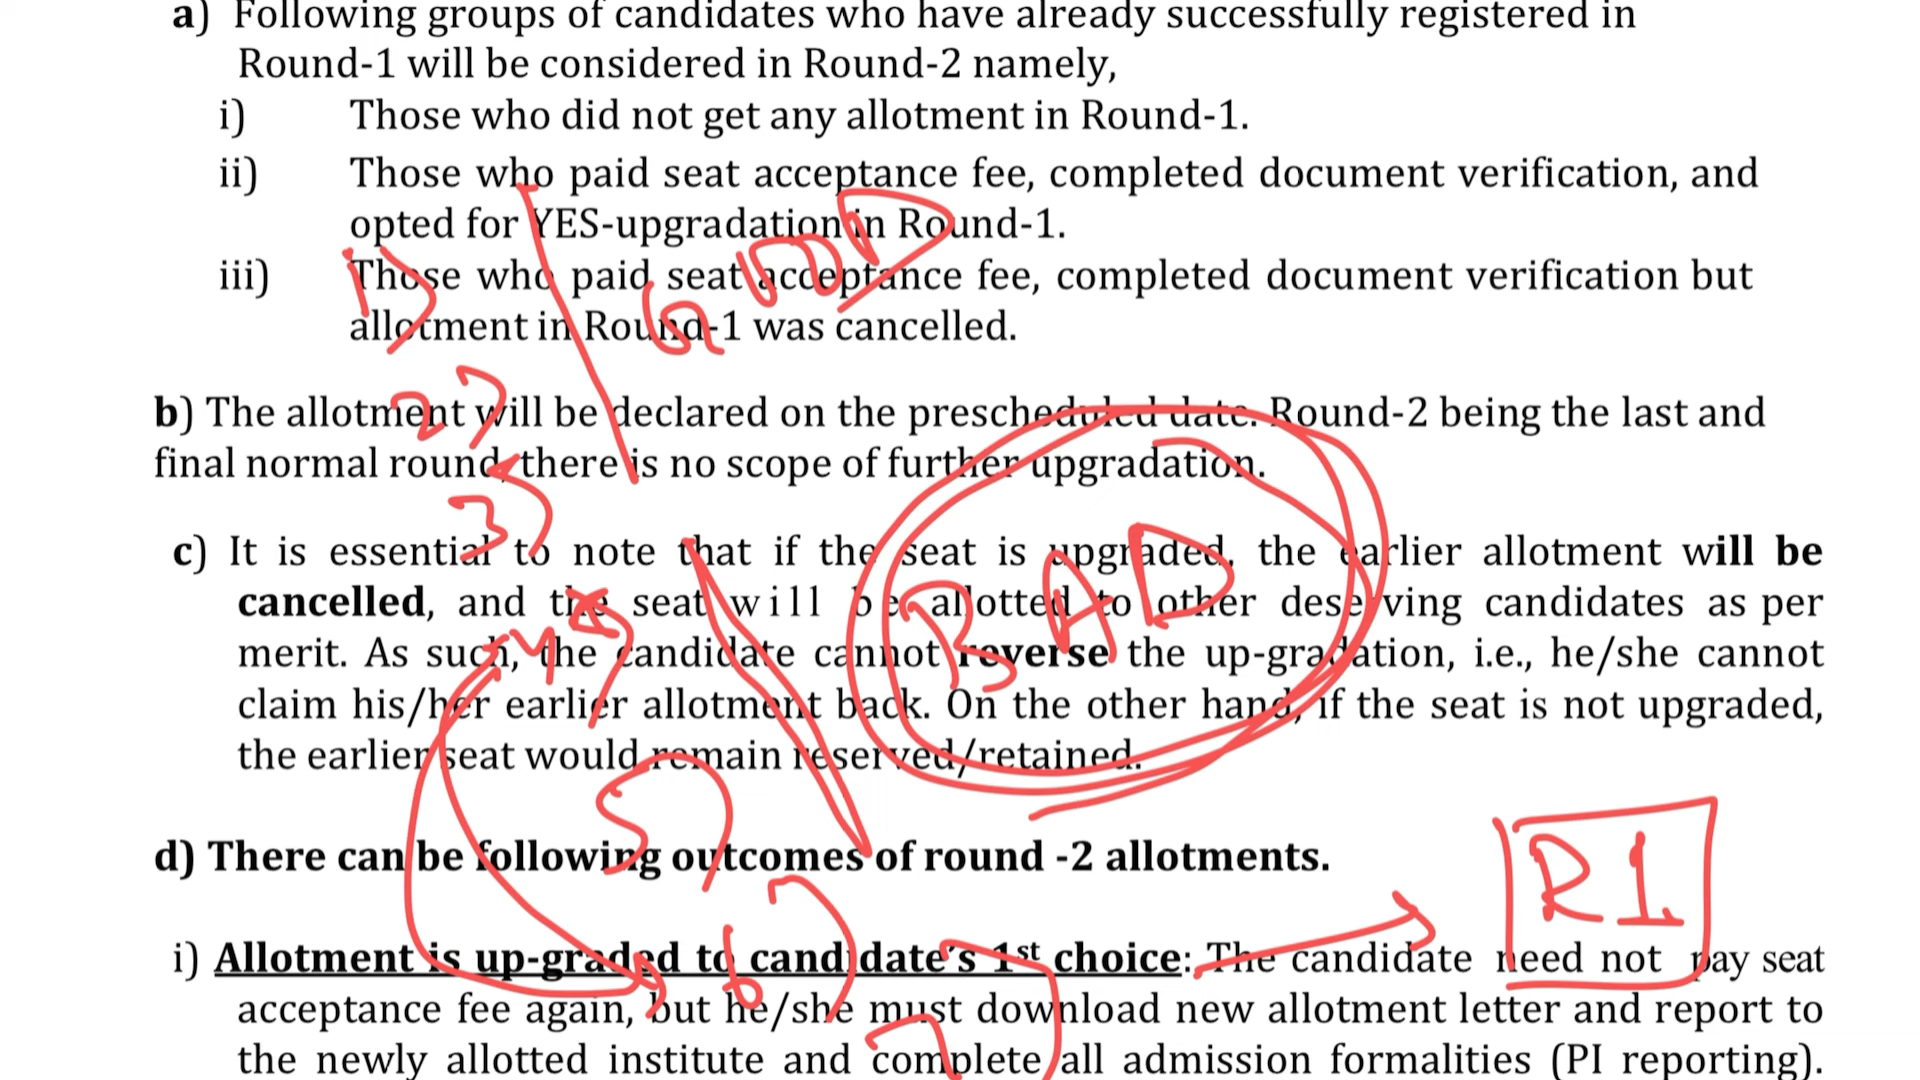 a) Following groups of candidates who have already successfully registered in
Round-1 will be considered in Round-2 namely,
i) Those who did not get any allotment in Round-1.
ii) Those who paid seat acceptance fee, completed document verification, and
opted for YES-upgradation in Round-1.
iii) Those who paid seat acceptance fee, completed document verification but
allotment in Round-1 was cancelled.
1)
GOOD
b) The allotment will be declared on the prescheduled date. Round-2 being the last and
final normal round, there is no scope of further upgradation.
2)
3)
c) It is essential to note that if the seat is upgraded, the earlier allotment will be
cancelled, and the seat will be allotted to other deserving candidates as per
merit. As such, the candidate cannot reverse the up-gradation, i.e., he/she cannot
claim his/her earlier allotment back. On the other hand, if the seat is not upgraded,
the earlier seat would remain reserved/retained.
BAD
4)
5)
d) There can be following outcomes of round -2 allotments.
R1
6)
7)
i) Allotment is up-graded to candidate's 1st choice: The candidate need not pay seat
acceptance fee again, but he/she must download new allotment letter and report to
the newly allotted institute and complete all admission formalities (PI reporting).